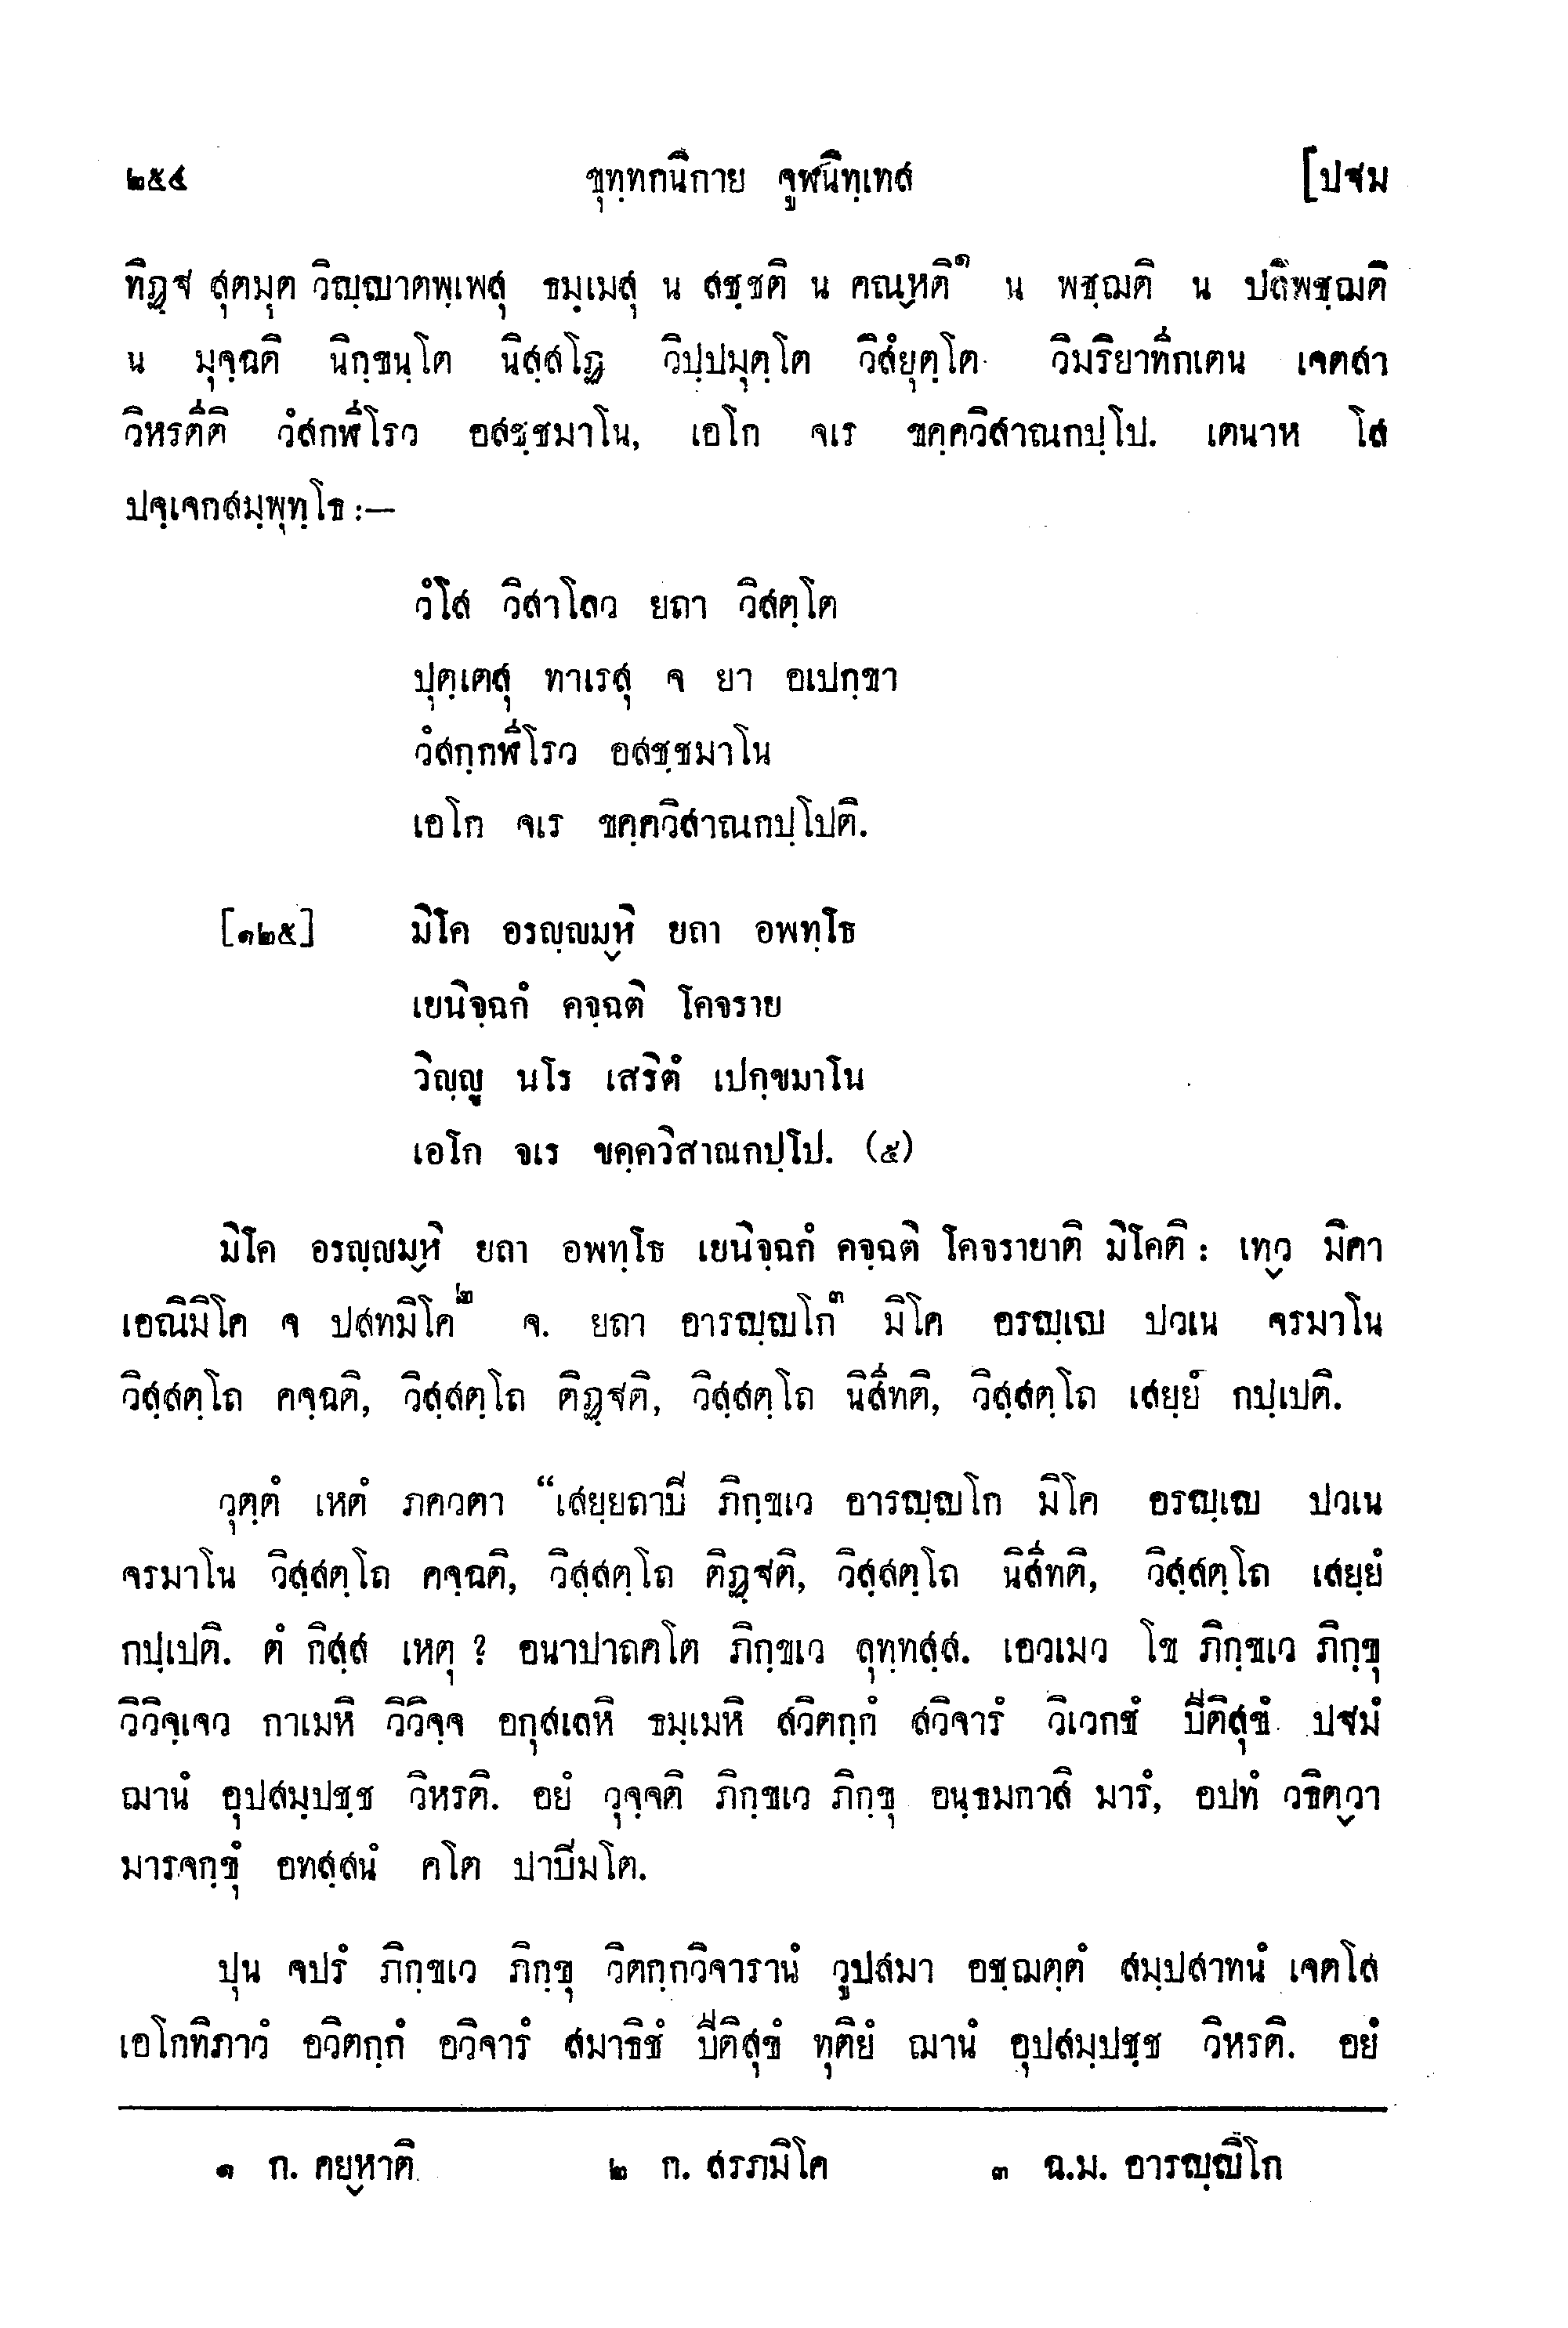 ๒๕๔ ขุทฺทกนิกาย จูฬนิทฺเทส [ปฐม
ทิฏฺฐ สุตมุต วิญฺญาตพฺเพสุ ธมฺเมสุ น สชฺชติ น คณฺหติ๑ น พชฺฌติ น ปลิพชฺฌติ
น มุจฺฉติ นิกฺขนฺโต นิสฺสโฏ วิปฺปมุตฺโต วิสํยุตฺโต วิมริยาทิกเตน เจตสา
วิหรตีติ วํสกฬีโรว อสชฺชมาโน, เอโก จเร ขคฺควิสาณกปฺโป. เตนาห โส
ปจฺเจกสมฺพุทฺโธ :—
วํโส วิสาโลว ยถา วิสตฺโต
ปุตฺเตสุ ทาเรสุ จ ยา อเปกฺขา
วํสกฺกฬีโรว อสชฺชมาโน
เอโก จเร ขคฺควิสาณกปฺโปติ.
[๑๒๕] มิโค อรญฺญมฺหิ ยถา อพทฺโธ
เยนิจฺฉกํ คจฺฉติ โคจราย
วิญฺญู นโร เสริตํ เปกฺขมาโน
เอโก จเร ขคฺควิสาณกปฺโป. (๕)
มิโค อรญฺญมฺหิ ยถา อพทฺโธ เยนิจฺฉกํ คจฺฉติ โคจรายาติ มิโคติ : เทฺว มิคา
เอณิมิโค จ ปสทมิโค๒ จ. ยถา อารญฺญโก๓ มิโค อรญฺเญ ปวเน จรมาโน
วิสฺสตฺโถ คจฺฉติ, วิสฺสตฺโถ ติฏฺฐติ, วิสฺสตฺโถ นิสีทติ, วิสฺสตฺโถ เสยฺยํ กปฺเปติ.
วุตฺตํ เหตํ ภควตา “เสยฺยถาปิ ภิกฺขเว อารญฺญโก มิโค อรญฺเญ ปวเน
จรมาโน วิสฺสตฺโถ คจฺฉติ, วิสฺสตฺโถ ติฏฺฐติ, วิสฺสตฺโถ นิสีทติ, วิสฺสตฺโถ เสยฺยํ
กปฺเปติ. ตํ กิสฺส เหตุ ? อนาปาถคโต ภิกฺขเว ลุทฺทสฺส. เอวเมว โข ภิกฺขเว ภิกฺขุ
วิวิจฺเจว กาเมหิ วิวิจฺจ อกุสเลหิ ธมฺเมหิ สวิตกฺกํ สวิจารํ วิเวกชํ ปีติสุขํ ปฐมํ
ฌานํ อุปสมฺปชฺช วิหรติ. อยํ วุจฺจติ ภิกฺขเว ภิกฺขุ อนฺธมกาสิ มารํ, อปทํ วธิตฺวา
มารจกฺขุํ อทสฺสนํ คโต ปาปิมโต.
ปุน จปรํ ภิกฺขเว ภิกฺขุ วิตกฺกวิจารานํ วูปสมา อชฺฌตฺตํ สมฺปสาทนํ เจตโส
เอโกทิภาวํ อวิตกฺกํ อวิจารํ สมาธิชํ ปีติสุขํ ทุติยํ ฌานํ อุปสมฺปชฺช วิหรติ. อยํ
๑ ก. คยฺหาติ ๒ ก. สรภมิโค ๓ ฉ.ม. อารญฺญิโก